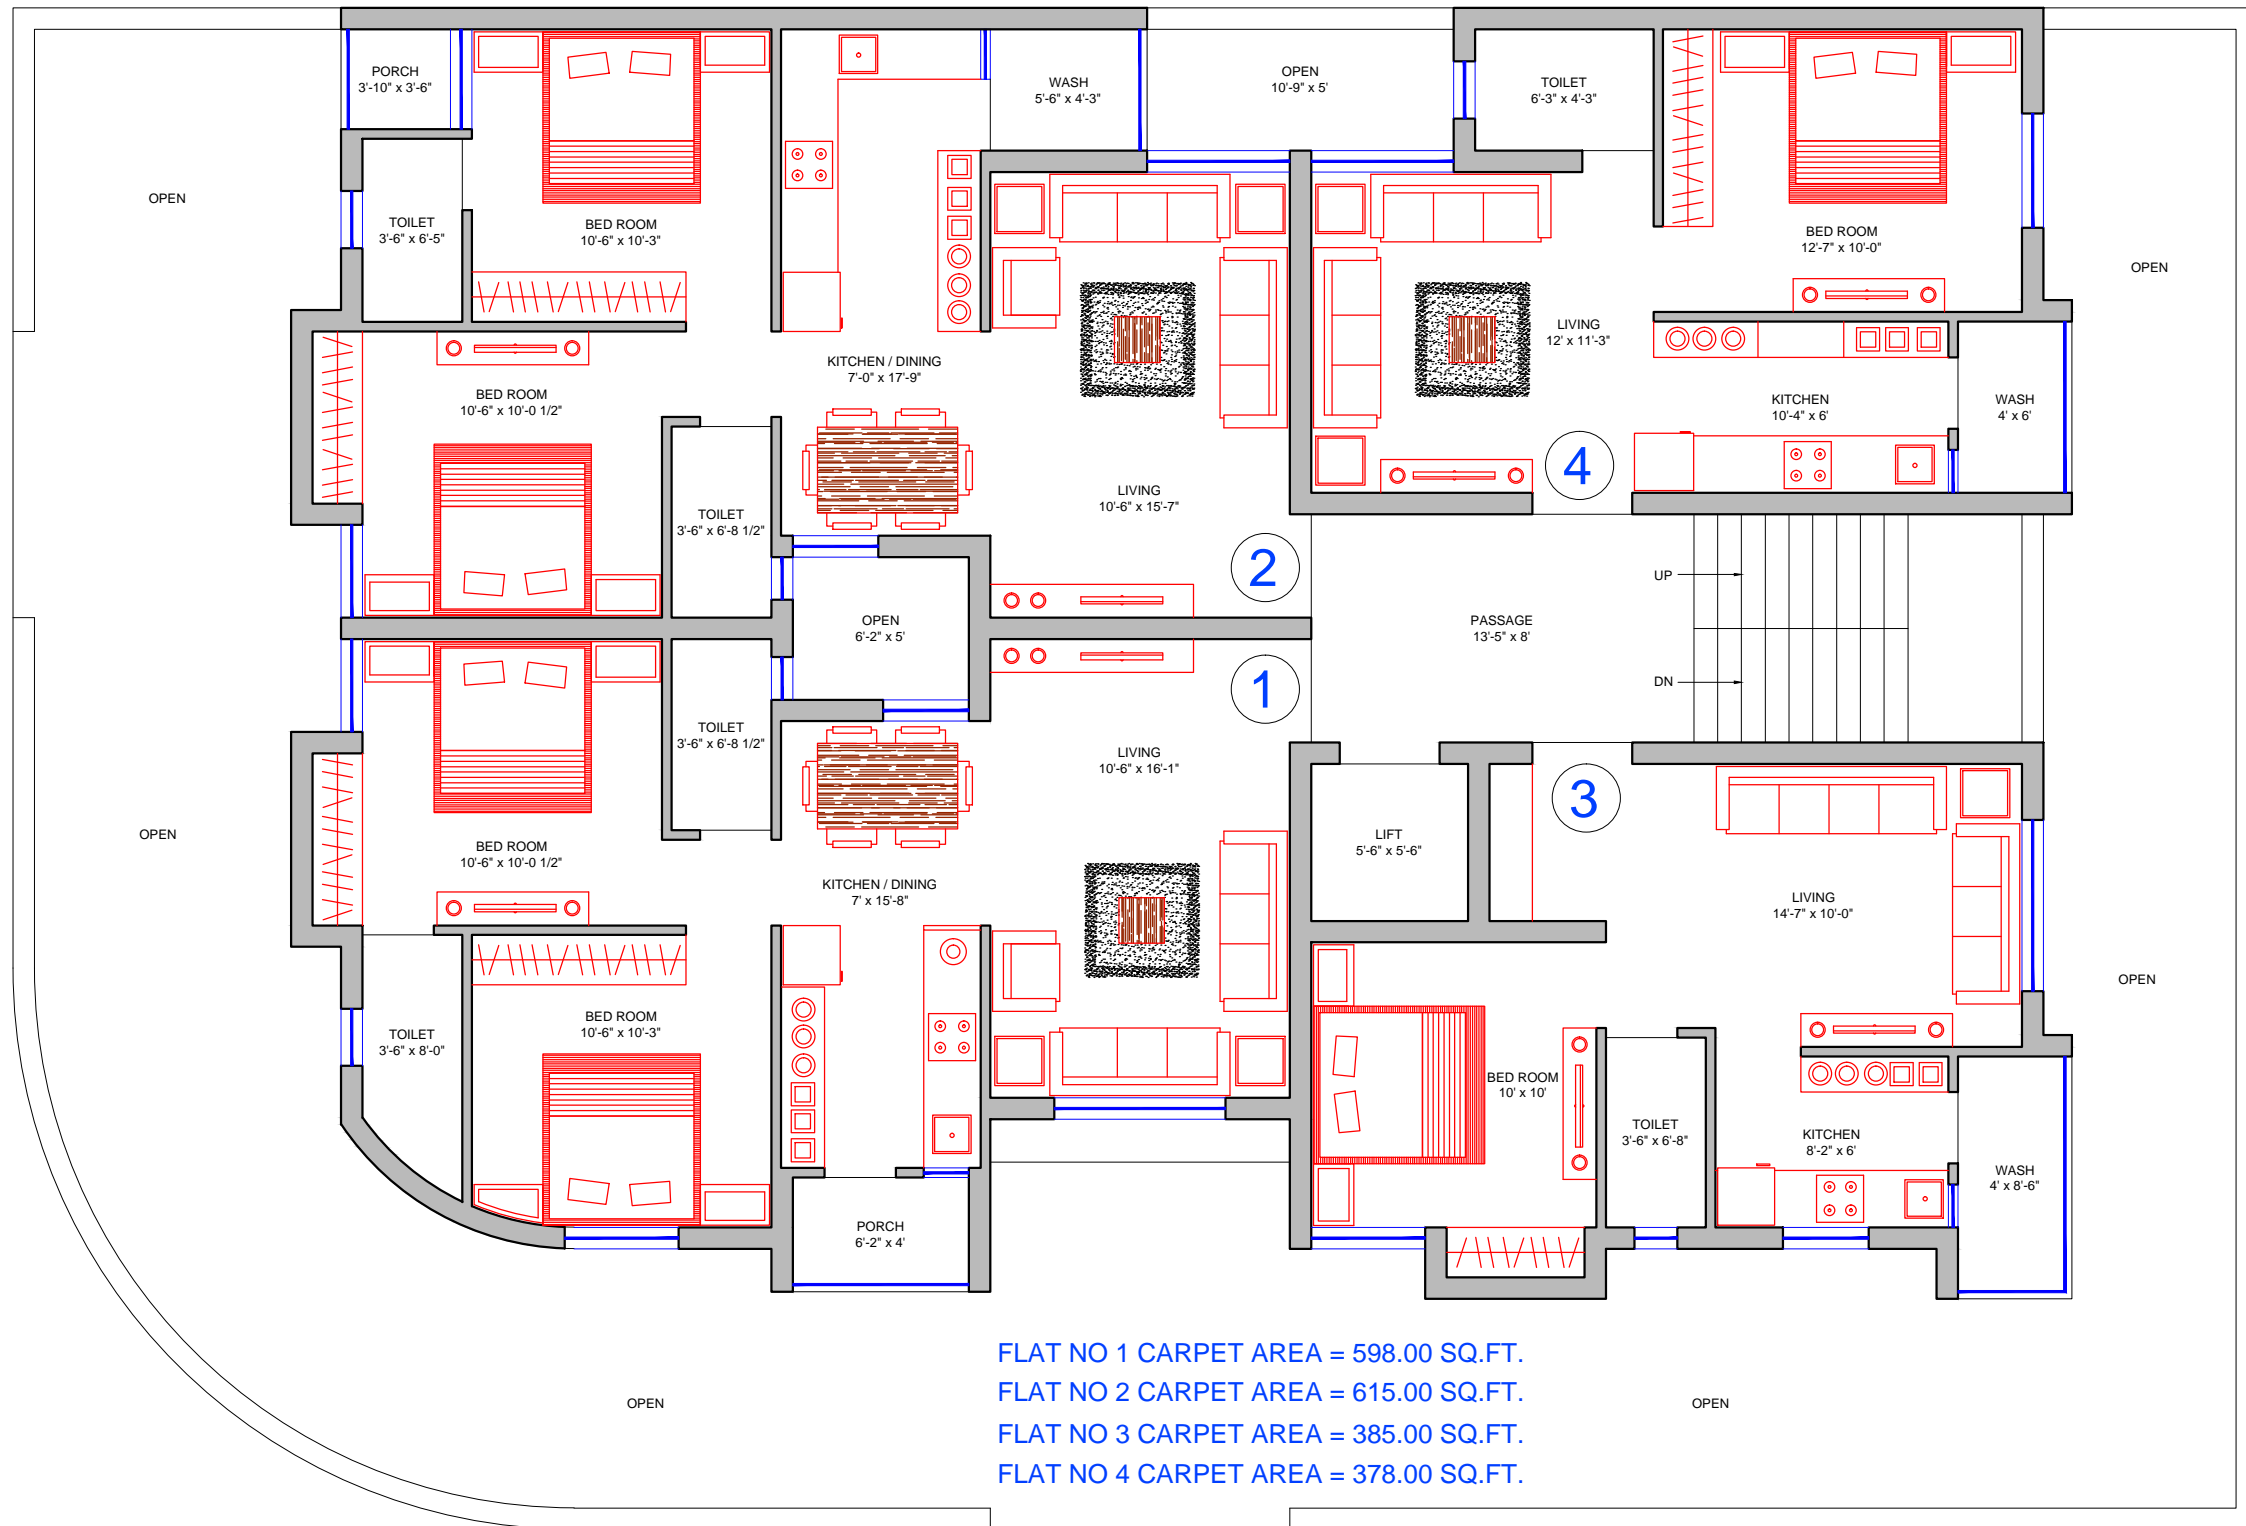 PORCH
3'-10" x 3'-6"
WASH
5'-6" x 4'-3"
OPEN
10'-9" x 5'
TOILET
6'-3" x 4'-3"
OPEN
TOILET
3'-6" x 6'-5"
BED ROOM
10'-6" x 10'-3"
BED ROOM
12'-7" x 10'-0"
OPEN
LIVING
12' x 11'-3"
KITCHEN / DINING
7'-0" x 17'-9"
BED ROOM
10'-6" x 10'-0 1/2"
KITCHEN
10'-4" x 6'
WASH
4' x 6'
4
LIVING
10'-6" x 15'-7"
TOILET
3'-6" x 6'-8 1/2"
2
UP
OPEN
6'-2" x 5'
PASSAGE
13'-5" x 8'
DN
1
TOILET
3'-6" x 6'-8 1/2"
LIVING
10'-6" x 16'-1"
3
OPEN
LIFT
5'-6" x 5'-6"
BED ROOM
10'-6" x 10'-0 1/2"
KITCHEN / DINING
7' x 15'-8"
LIVING
14'-7" x 10'-0"
OPEN
BED ROOM
10'-6" x 10'-3"
TOILET
3'-6" x 8'-0"
BED ROOM
10' x 10'
TOILET
3'-6" x 6'-8"
KITCHEN
8'-2" x 6'
WASH
4' x 8'-6"
PORCH
6'-2" x 4'
FLAT NO 1 CARPET AREA = 598.00 SQ.FT.
FLAT NO 2 CARPET AREA = 615.00 SQ.FT.
OPEN
OPEN
FLAT NO 3 CARPET AREA = 385.00 SQ.FT.
FLAT NO 4 CARPET AREA = 378.00 SQ.FT.